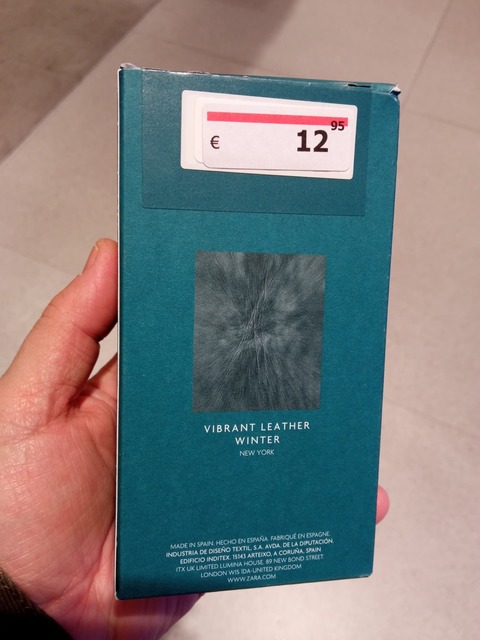 € 12 95
VIBRANT LEATHER
WINTER
NEW YORK
MADE IN SPAIN. HECHO EN ESPAÑA. FABRIQUÉ EN ESPAGNE.
INDUSTRIA DE DISEÑO TEXTIL, S.A. AVDA. DE LA DIPUTACIÓN,
EDIFICIO INDITEX. 15143 ARTEIXO, A CORUÑA, SPAIN
ITX UK LIMITED LUMINA HOUSE. 89 NEW BOND STREET.
LONDON W1S 1DA-UNITED KINGDOM
WWW.ZARA.COM